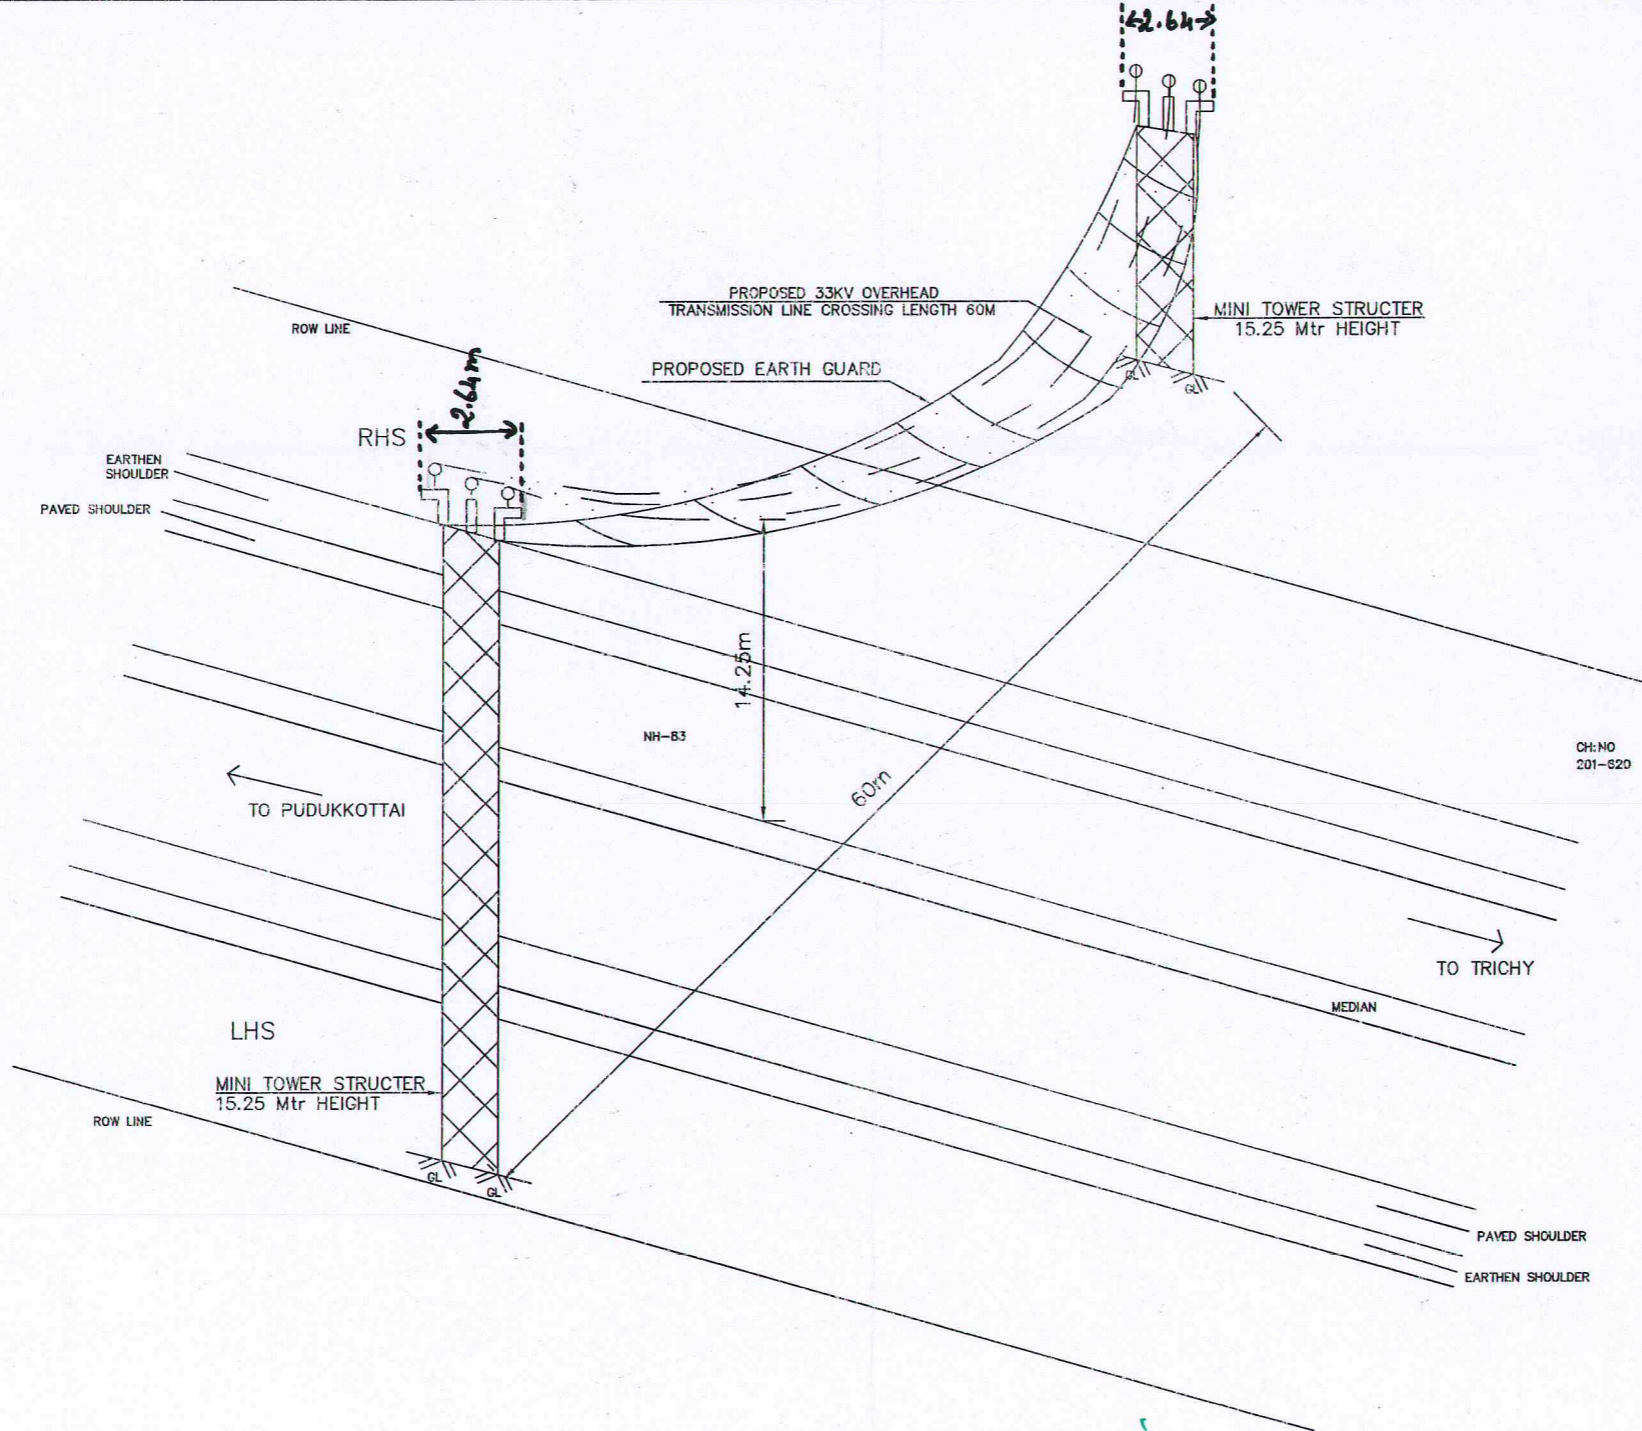 2.64
PROPOSED 33KV OVERHEAD
TRANSMISSION LINE CROSSING LENGTH 60M
MINI TOWER STRUCTER
15.25 Mtr HEIGHT
ROW LINE
PROPOSED EARTH GUARD
2.64m
RHS
GL
GL
EARTHEN
SHOULDER
PAVED SHOULDER
14.25m
NH-83
CH:NO
201-620
60m
TO PUDUKKOTTAI
TO TRICHY
MEDIAN
LHS
MINI TOWER STRUCTER
15.25 Mtr HEIGHT
ROW LINE
GL
GL
PAVED SHOULDER
EARTHEN SHOULDER